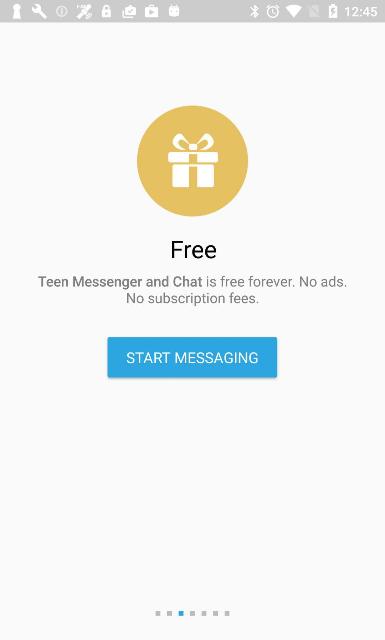 12:45
Free
Teen Messenger and Chat is free forever. No ads.
No subscription fees.
START MESSAGING